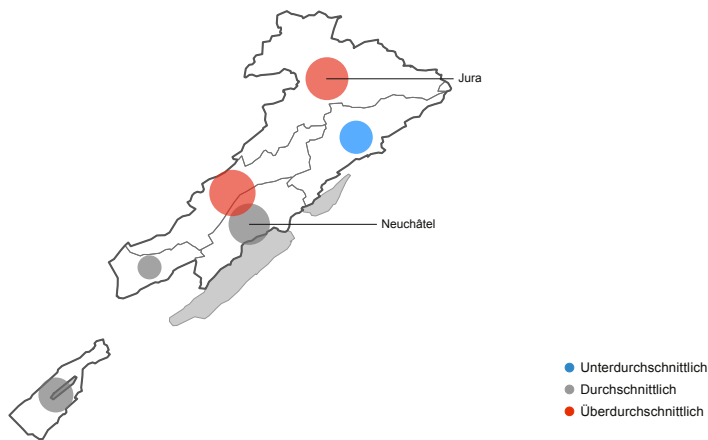 Jura
Neuchâtel
Unterdurchschnittlich
Durchschnittlich
Überdurchschnittlich